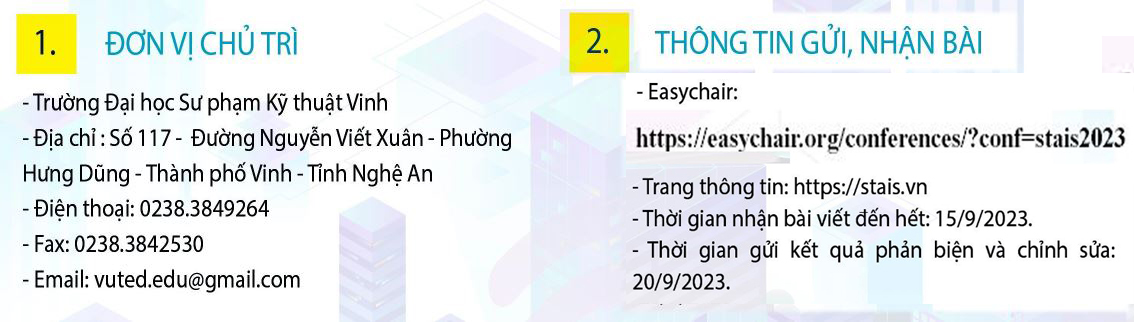 1. ĐƠN VỊ CHỦ TRÌ
- Trường Đại học Sư phạm Kỹ thuật Vinh
- Địa chỉ : Số 117 - Đường Nguyễn Viết Xuân - Phường
Hưng Dũng - Thành phố Vinh - Tỉnh Nghệ An
- Điện thoại: 0238.3849264
- Fax: 0238.3842530
- Email: vuted.edu@gmail.com
2. THÔNG TIN GỬI, NHẬN BÀI
- Easychair:
https://easychair.org/conferences/?conf=stais2023
- Trang thông tin: https://stais.vn
- Thời gian nhận bài viết đến hết: 15/9/2023.
- Thời gian gửi kết quả phản biện và chỉnh sửa:
20/9/2023.